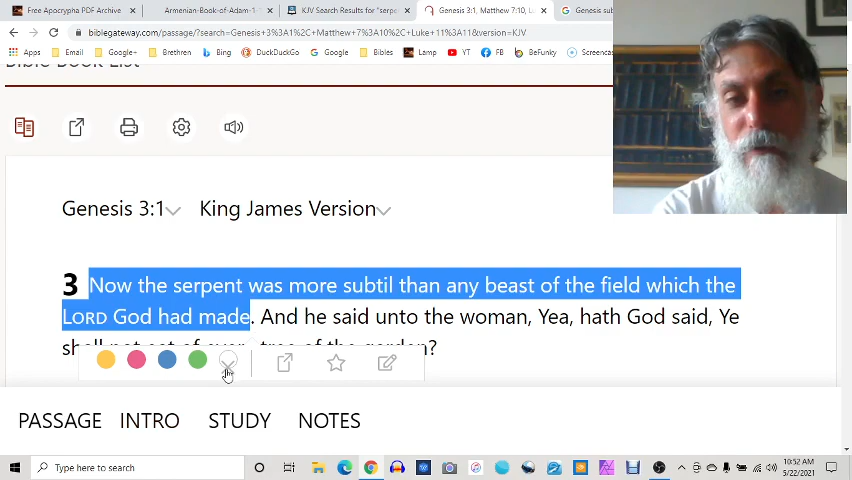 Free Apocrypha PDF Archive
Armenian-Book-of-Adam-1-
KJV Search Results for "serpe
Genesis 3:1, Matthew 7:10, L
Genesis sub
biblegateway.com/passage/?search=Genesis+3%3A1%2C+Matthew+7%3A10%2C+Luke+11%3A11&version=KJV
Apps Email Google+ Brethren Bing DuckDuckGo Google Bibles Lamp YT FB BeFunky Screencas
Bible Book List
Genesis 3:1 King James Version
3 Now the serpent was more subtil than any beast of the field which the
LORD God had made. And he said unto the woman, Yea, hath God said, Ye
shall not eat of every tree of the garden?
PASSAGE INTRO STUDY NOTES
Type here to search
10:52 AM
5/22/2021